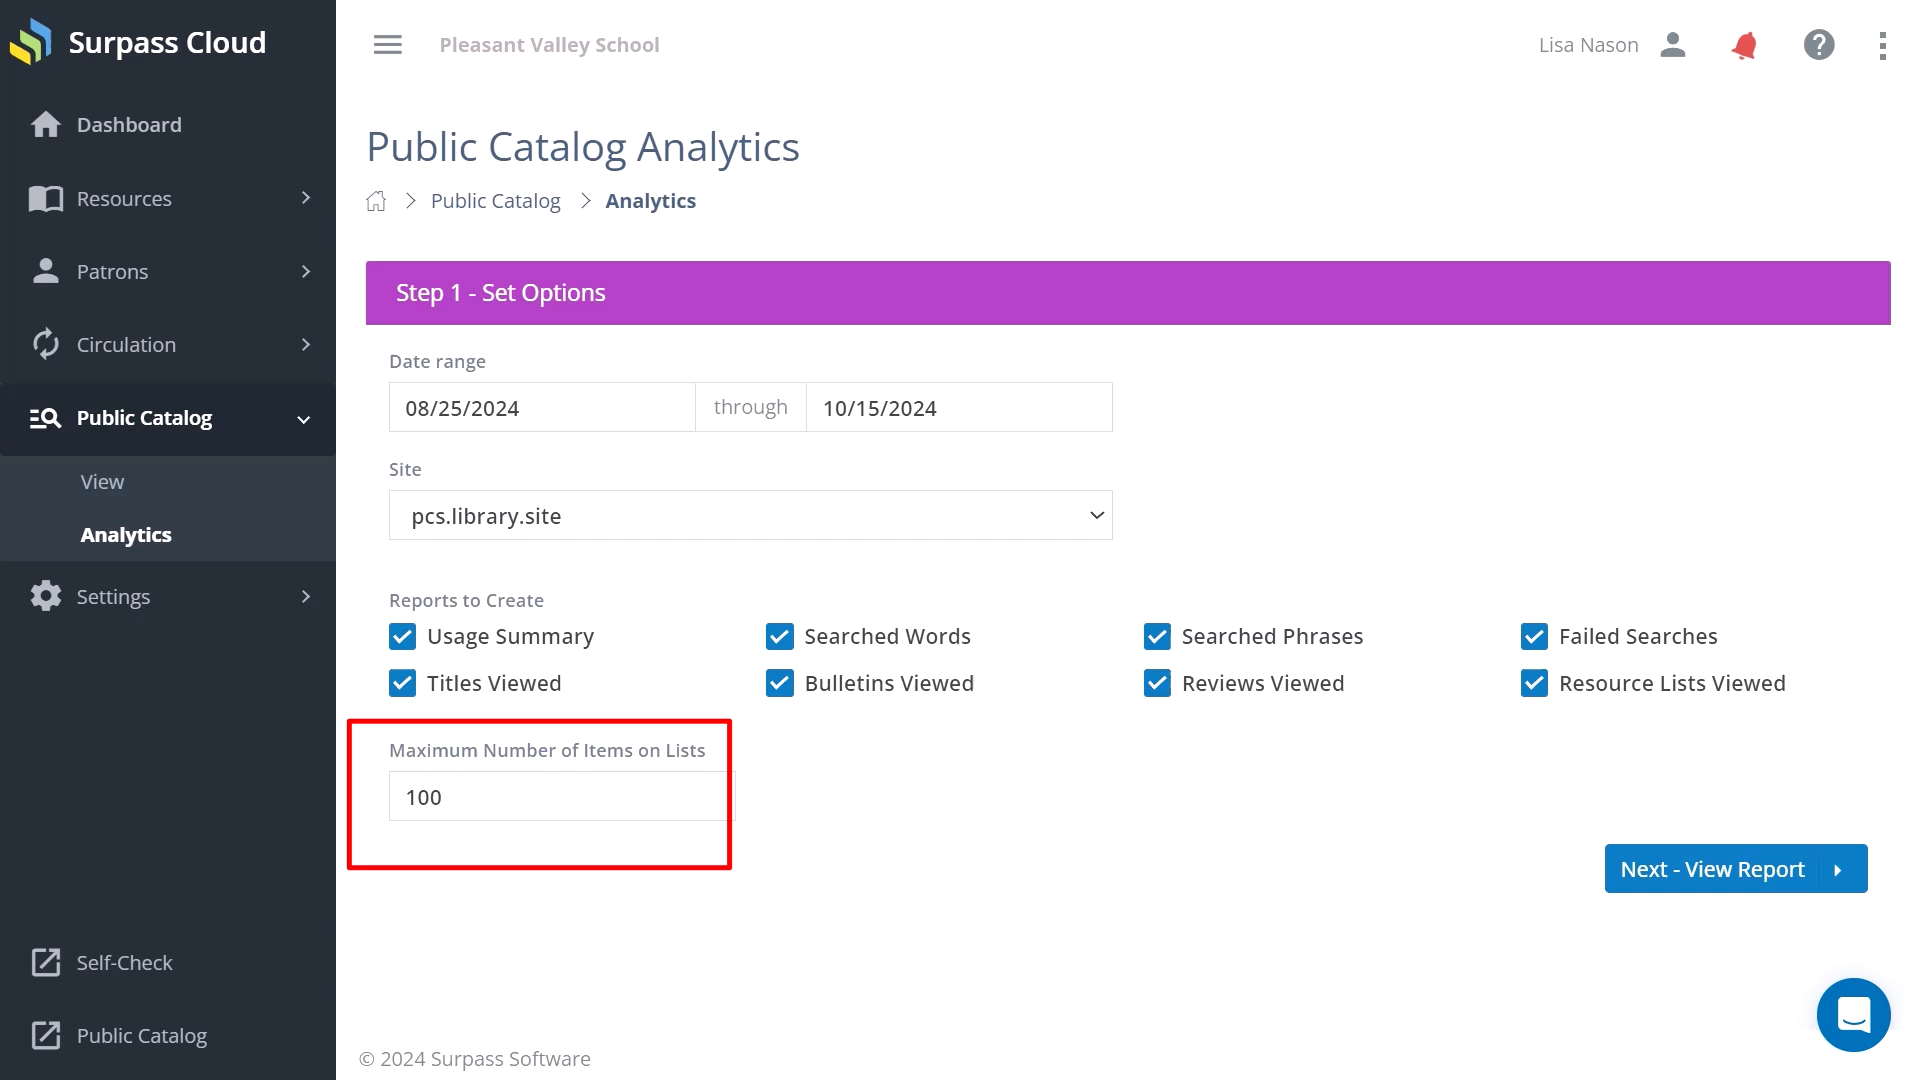 Surpass Cloud
Pleasant Valley School
Lisa Nason
Dashboard
Resources
Patrons
Circulation
Public Catalog
View
Analytics
Settings
Self-Check
Public Catalog
Public Catalog Analytics
Public Catalog
Analytics
Step 1 - Set Options
Date range
08/25/2024 through 10/15/2024
Site
pcs.library.site
Reports to Create
Usage Summary Searched Words Searched Phrases Failed Searches
Titles Viewed Bulletins Viewed Reviews Viewed Resource Lists Viewed
Maximum Number of Items on Lists
100
Next - View Report
© 2024 Surpass Software